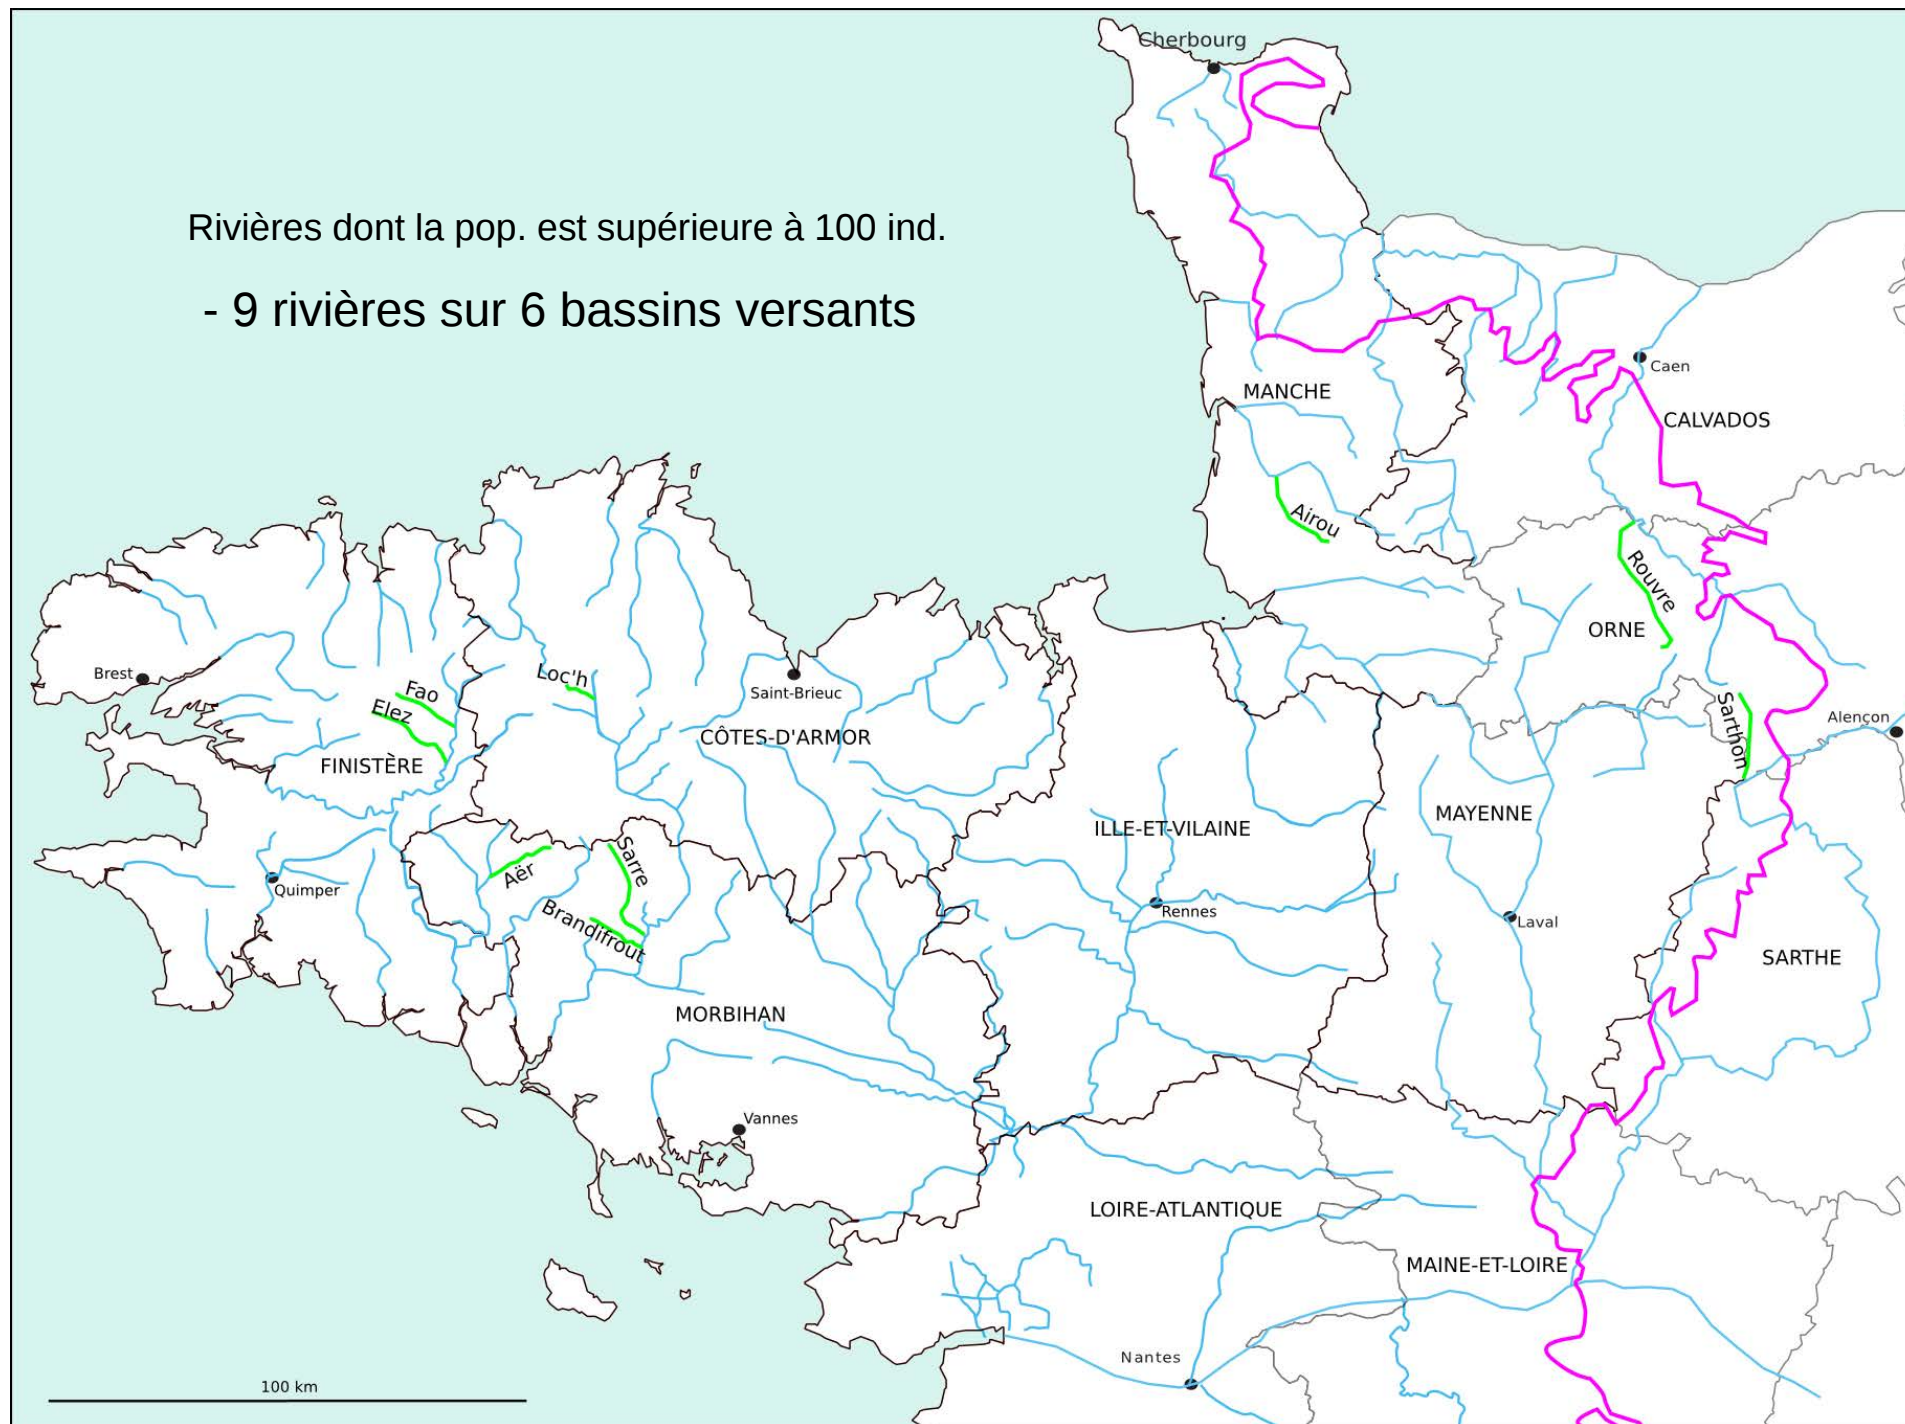 Cherbourg
Rivières dont la pop. est supérieure à 100 ind.
- 9 rivières sur 6 bassins versants
Caen
MANCHE
CALVADOS
Airou
Rouvre
ORNE
Brest
Loc'h
Fao
Elez
Saint-Brieuc
Sarthon
Alençon
CÔTES-D'ARMOR
FINISTÈRE
MAYENNE
ILLE-ET-VILAINE
Sarre
Aër
Quimper
Brandifrout
Rennes
Laval
SARTHE
MORBIHAN
Vannes
LOIRE-ATLANTIQUE
MAINE-ET-LOIRE
Nantes
100 km